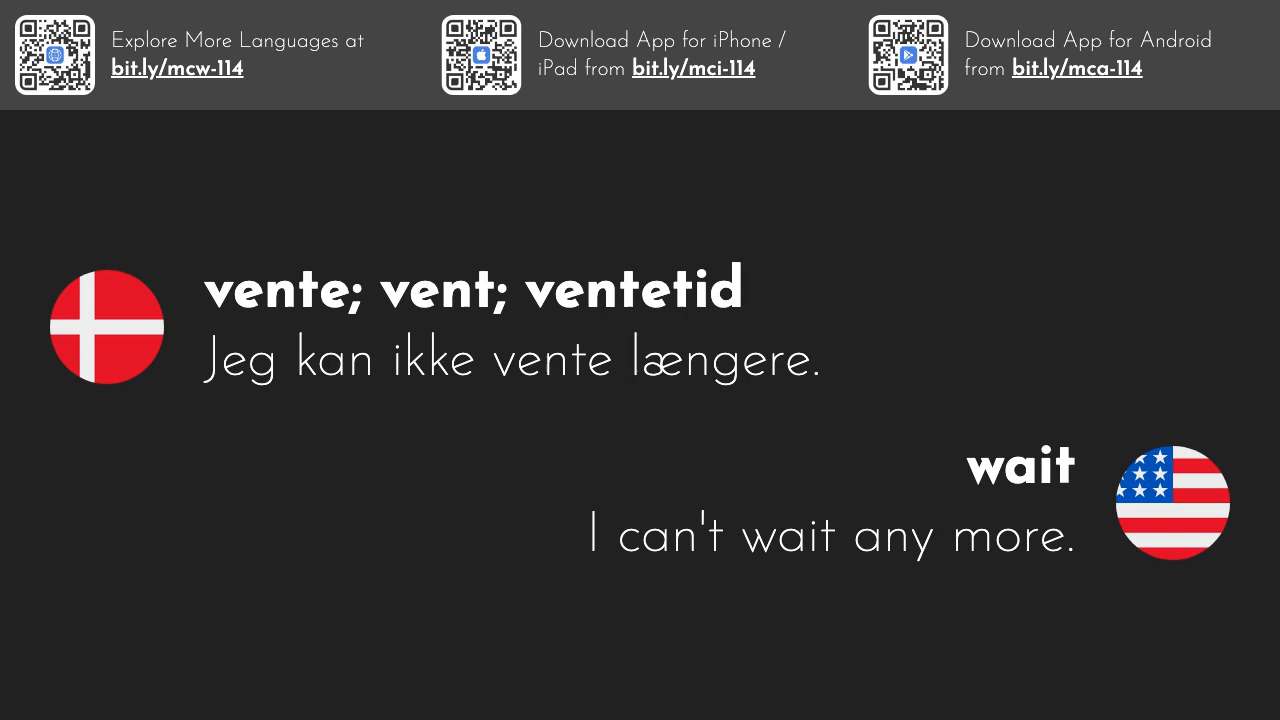 Explore More Languages at
bit.ly/mcw-114
Download App for iPhone /
iPad from bit.ly/mci-114
Download App for Android
from bit.ly/mca-114
vente; vent; ventetid
Jeg kan ikke vente længere.
wait
I can't wait any more.